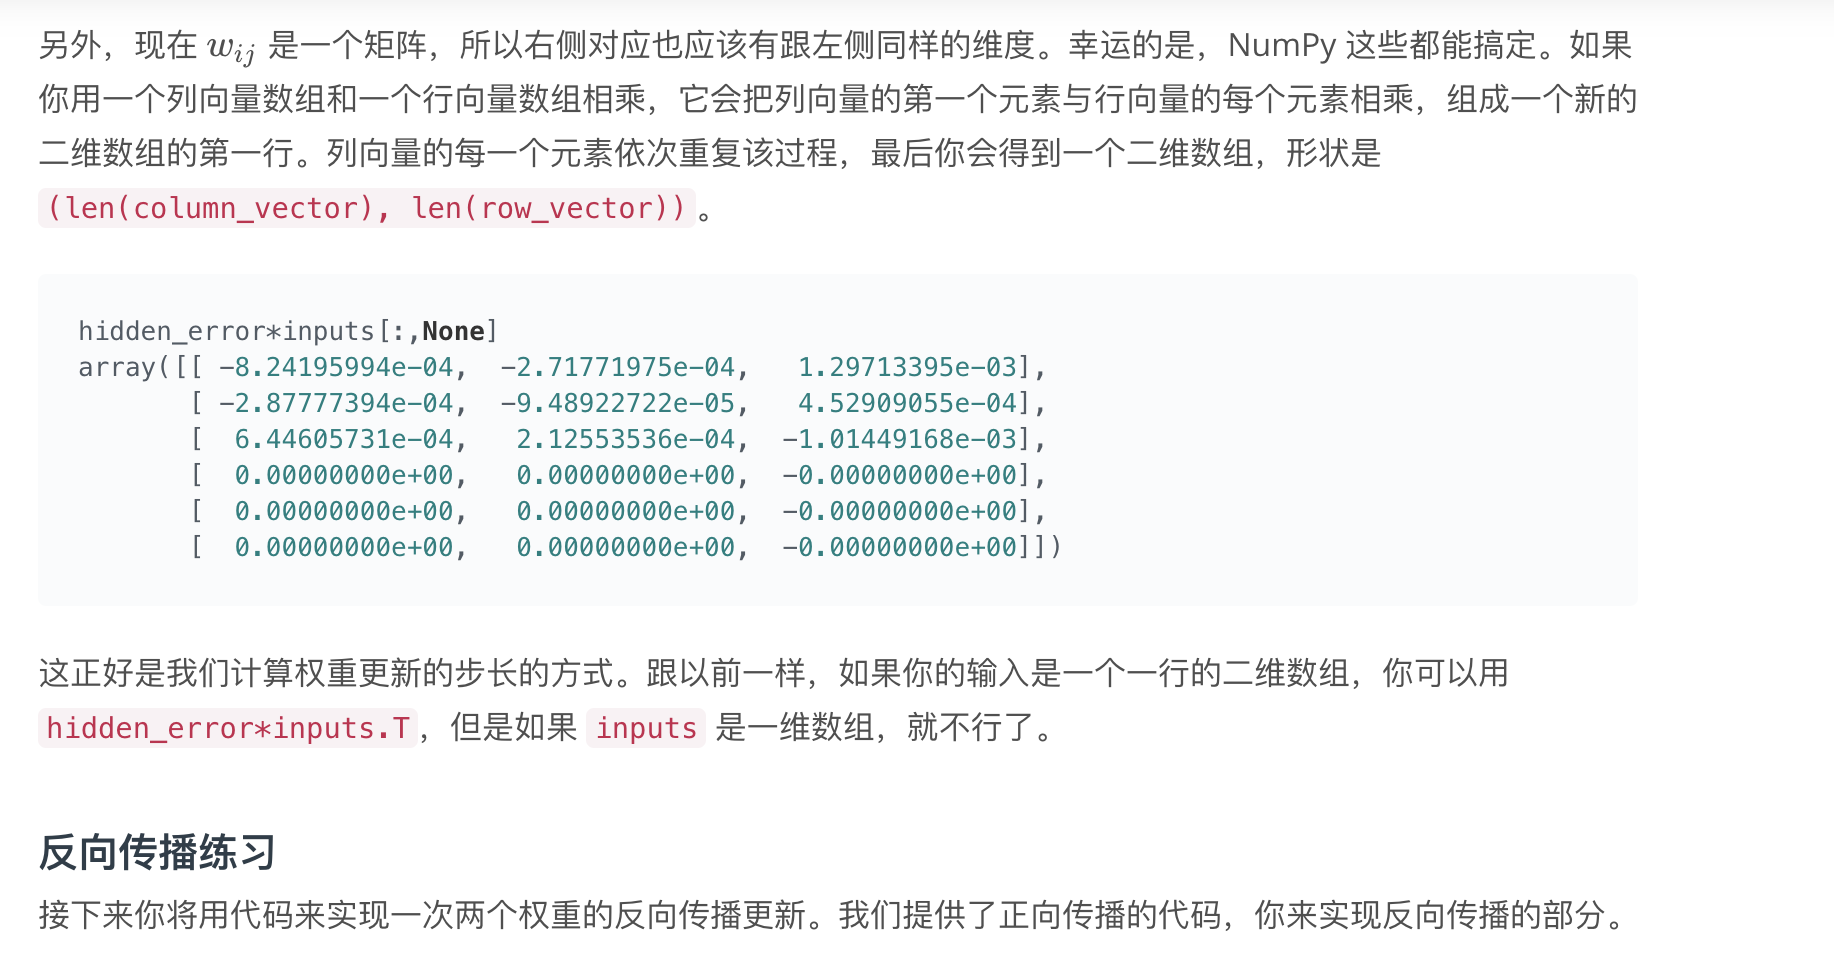 另外，现在 wij 是一个矩阵，所以右侧对应也应该有跟左侧同样的维度。幸运的是，NumPy 这些都能搞定。如果
你用一个列向量数组和一个行向量数组相乘，它会把列向量的第一个元素与行向量的每个元素相乘，组成一个新的
二维数组的第一行。列向量的每一个元素依次重复该过程，最后你会得到一个二维数组，形状是
(len(column_vector), len(row_vector))。
hidden_error*inputs[:,None]
array([[ -8.24195994e-04,  -2.71771975e-04,   1.29713395e-03],
       [ -2.87777394e-04,  -9.48922722e-05,   4.52909055e-04],
       [  6.44605731e-04,   2.12553536e-04,  -1.01449168e-03],
       [  0.00000000e+00,   0.00000000e+00,  -0.00000000e+00],
       [  0.00000000e+00,   0.00000000e+00,  -0.00000000e+00],
       [  0.00000000e+00,   0.00000000e+00,  -0.00000000e+00]])
这正好是我们计算权重更新的步长的方式。跟以前一样，如果你的输入是一个一行的二维数组，你可以用
hidden_error*inputs.T，但是如果 inputs 是一维数组，就不行了。
反向传播练习
接下来你将用代码来实现一次两个权重的反向传播更新。我们提供了正向传播的代码，你来实现反向传播的部分。